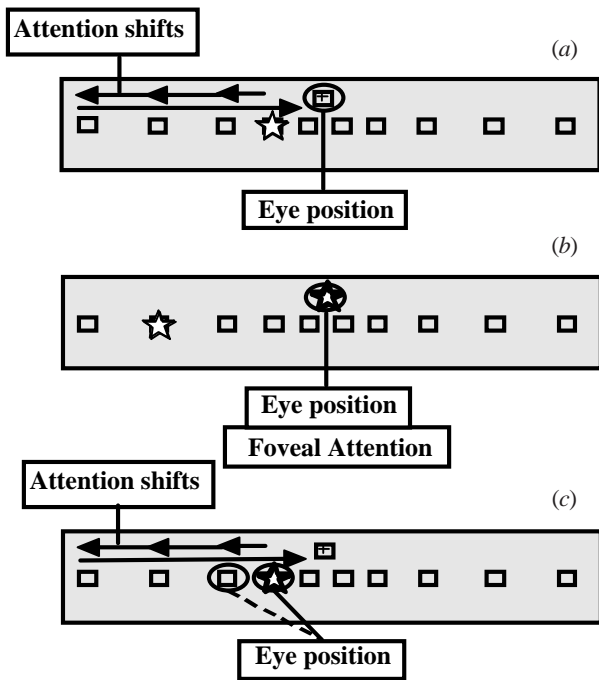 Attention shifts
(a)
Eye position
(b)
Eye position
Foveal Attention
Attention shifts
(c)
Eye position